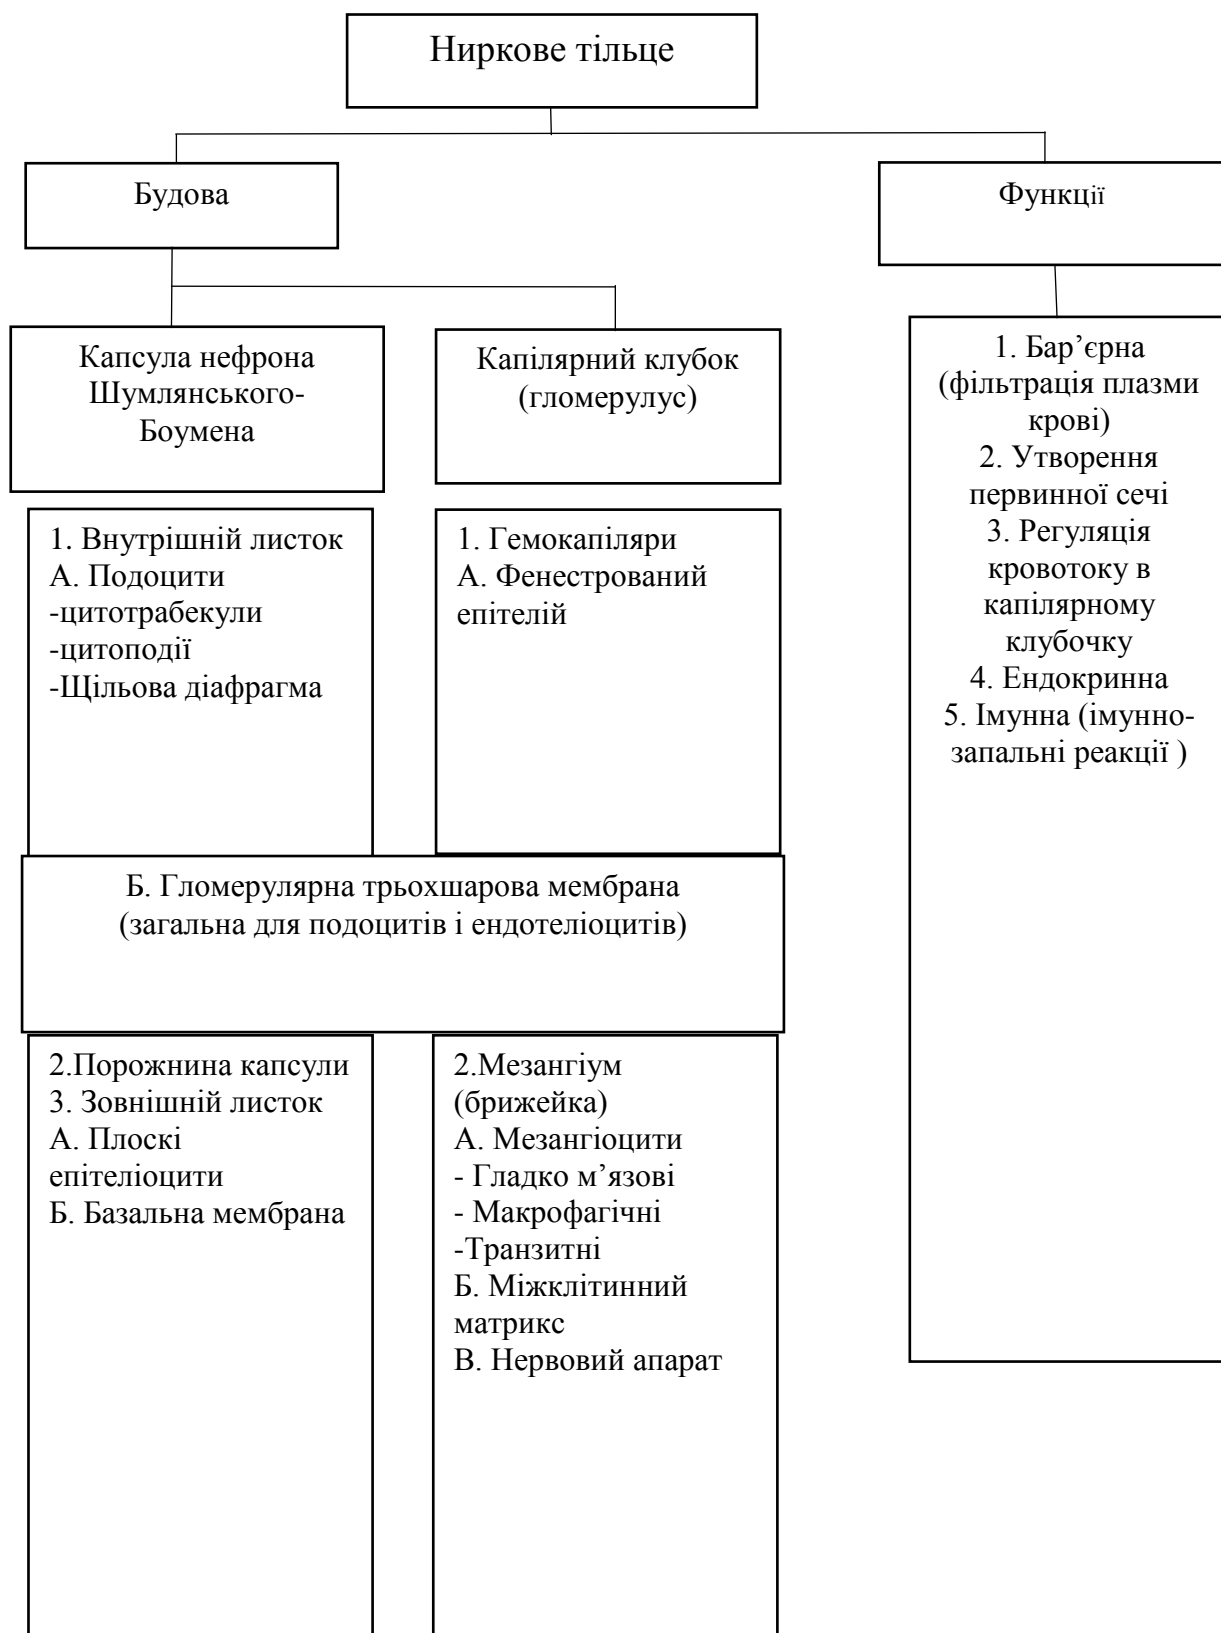 Ниркове тільце
Будова
Функції
Капсула нефрона
Шумлянського-
Боумена
Капілярний клубок
(гломерулус)
1. Бар’єрна
(фільтрація плазми
крові)
2. Утворення
первинної сечі
3. Регуляція
кровотоку в
капілярному
клубочку
4. Ендокринна
5. Імунна (імунно-
запальні реакції )
1. Внутрішній листок
А. Подоцити
-цитотрабекули
-цитоподії
-Щільова діафрагма
1. Гемокапіляри
А. Фенестрований
епітелій
Б. Гломерулярна трьохшарова мембрана
(загальна для подоцитів і ендотеліоцитів)
2.Порожнина капсули
3. Зовнішній листок
А. Плоскі
епітеліоцити
Б. Базальна мембрана
2.Мезангіум
(брижейка)
А. Мезангіоцити
- Гладко м’язові
- Макрофагічні
-Транзитні
Б. Міжклітинний
матрикс
В. Нервовий апарат